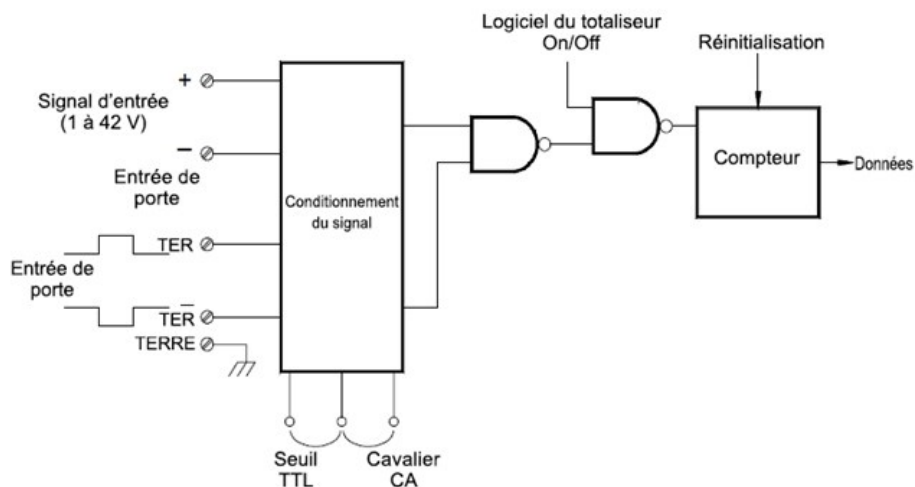 Logiciel du totaliseur
On/Off
Réinitialisation
+
Signal d'entrée
(1 à 42 V)
−
Entrée de
porte
Conditionnement
du signal
Compteur
Données
TER
Entrée de
porte
TER̅
TERRE
Seuil
TTL
Cavalier
CA